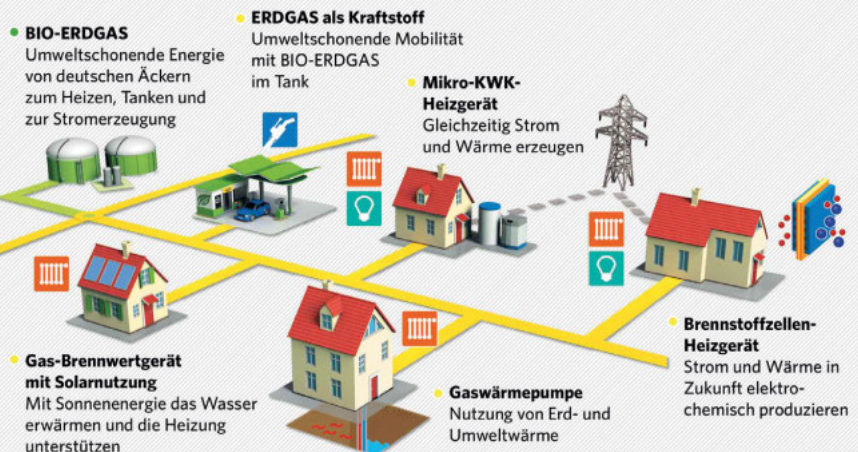 BIO-ERDGAS
Umweltschonende Energie
von deutschen Äckern
zum Heizen, Tanken und
zur Stromerzeugung
ERDGAS als Kraftstoff
Umweltschonende Mobilität
mit BIO-ERDGAS
im Tank
Mikro-KWK-
Heizgerät
Gleichzeitig Strom
und Wärme erzeugen
Gas-Brennwertgerät
mit Solarnutzung
Mit Sonnenenergie das Wasser
erwärmen und die Heizung
unterstützen
Gaswärmepumpe
Nutzung von Erd- und
Umweltwärme
Brennstoffzellen-
Heizgerät
Strom und Wärme in
Zukunft elektro-
chemisch produzieren